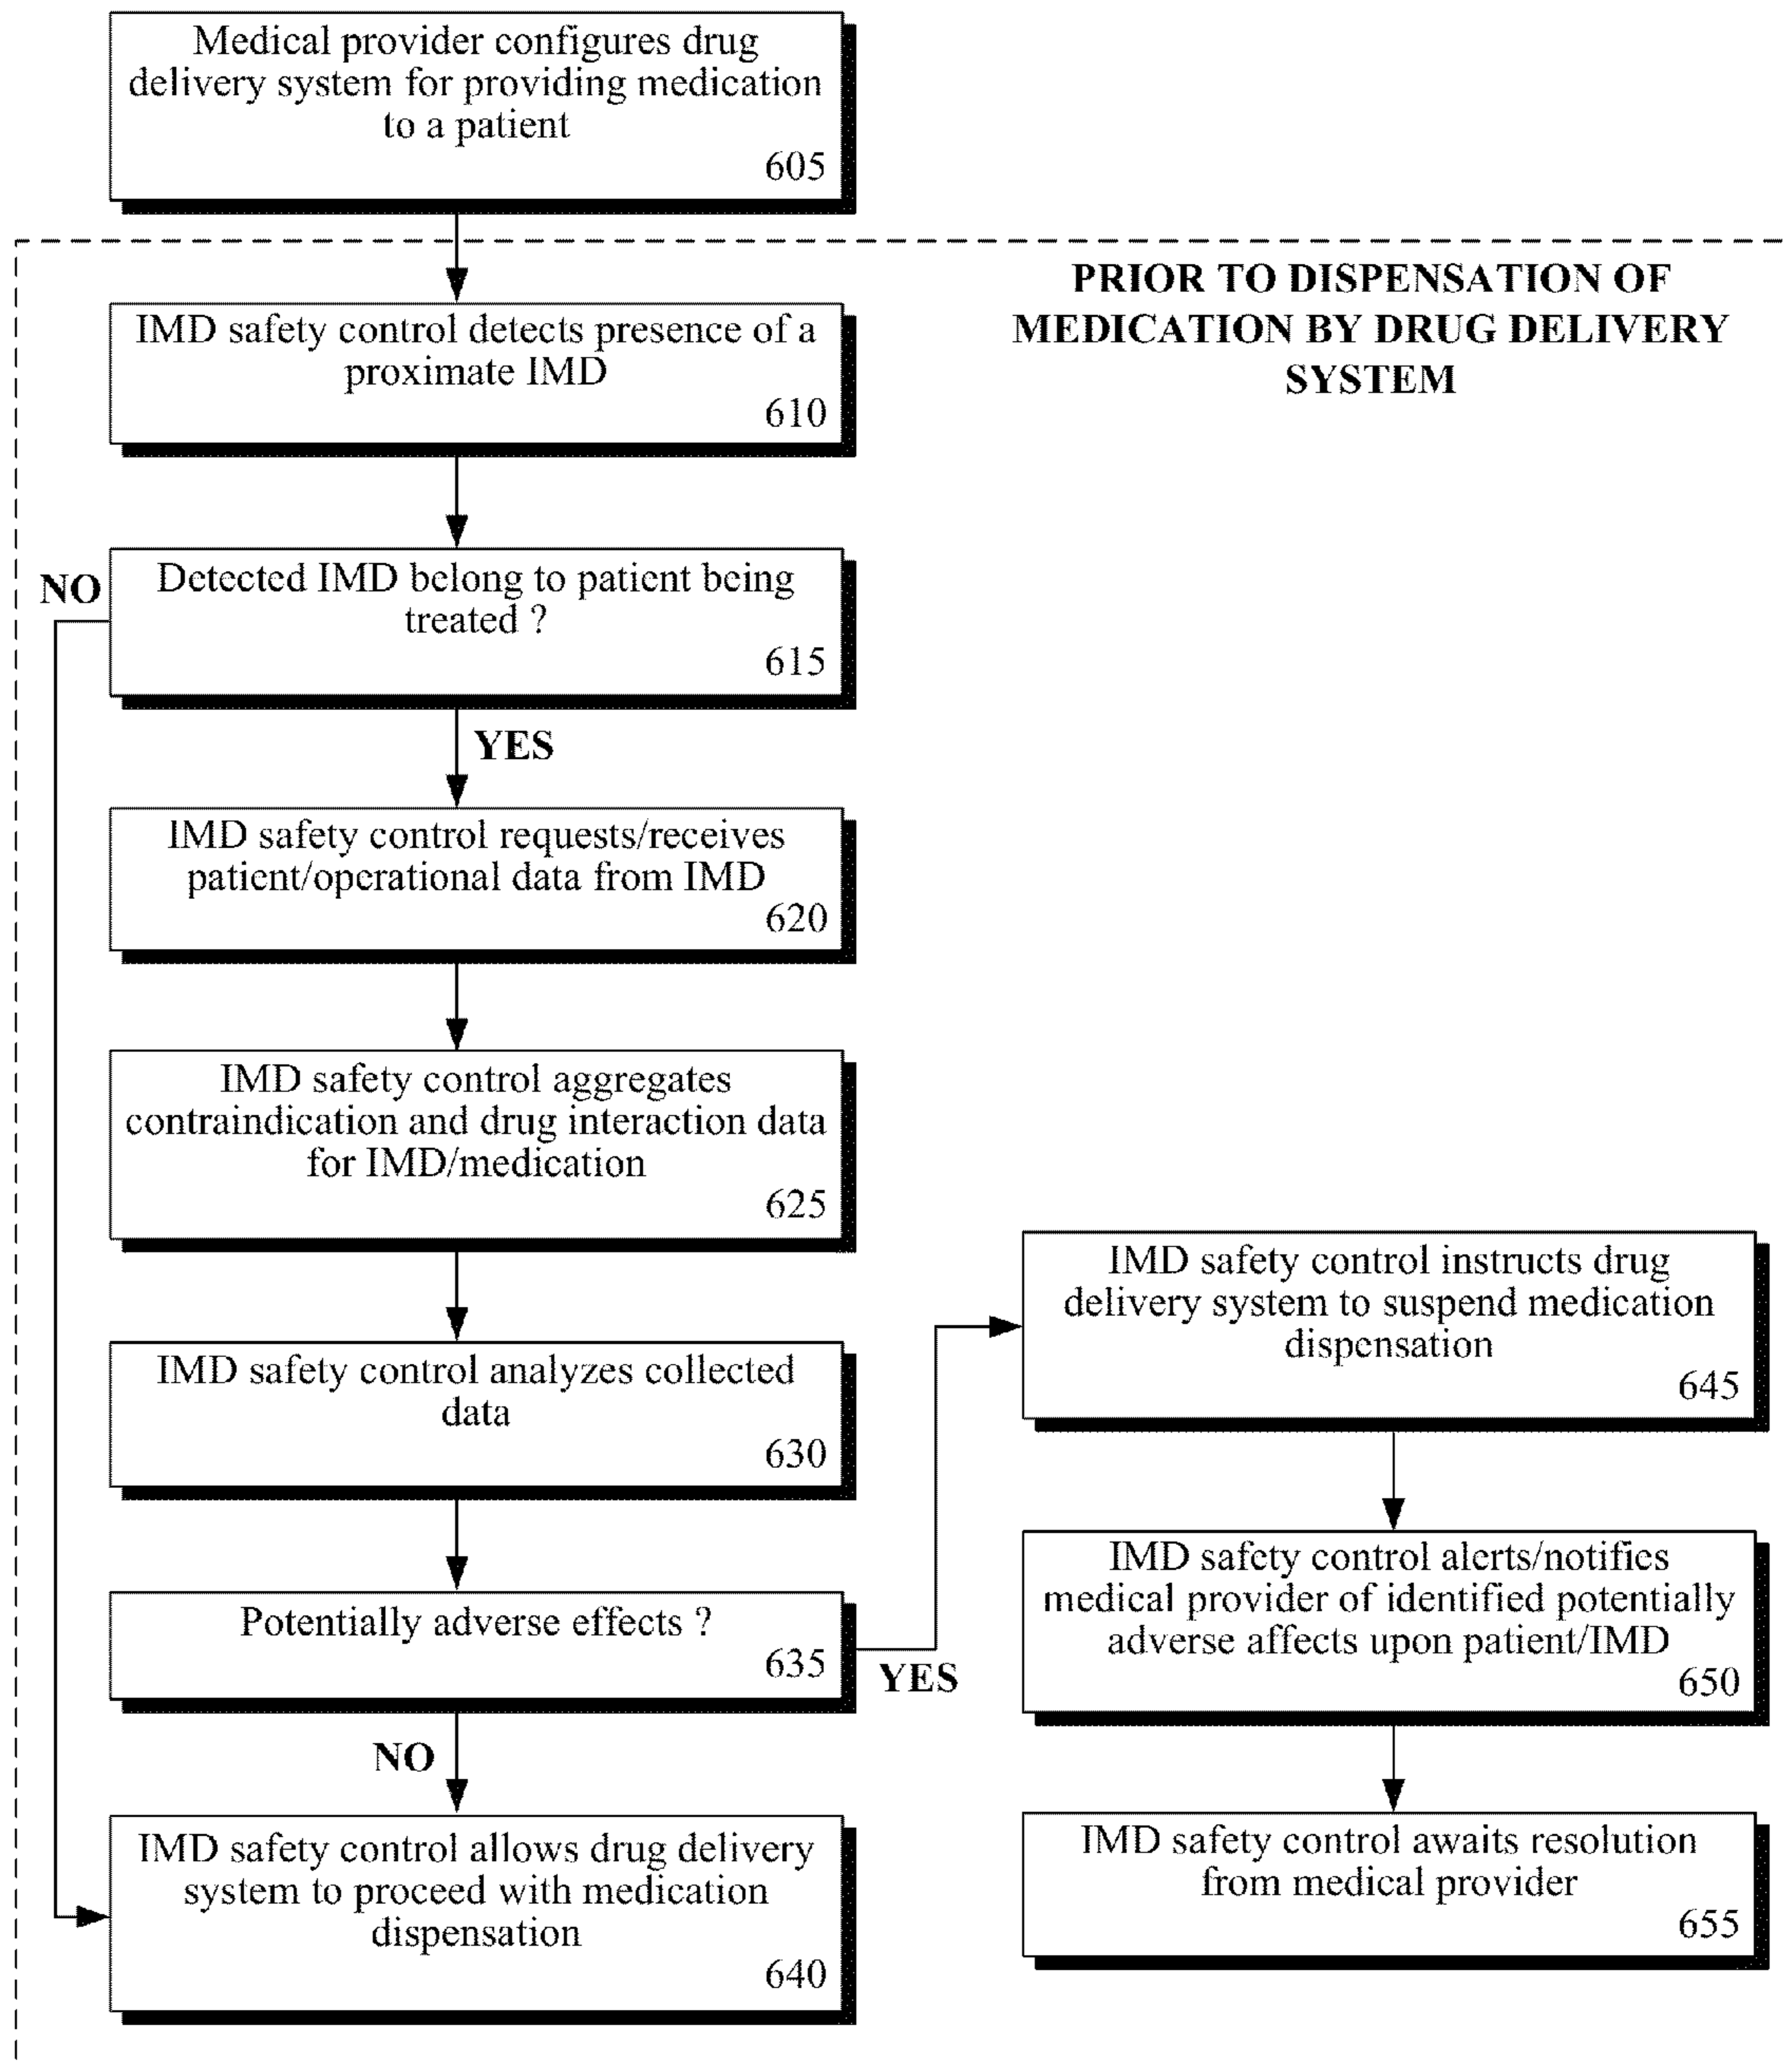 Medical provider configures drug
delivery system for providing medication
to a patient
605
PRIOR TO DISPENSATION OF
MEDICATION BY DRUG DELIVERY
SYSTEM
IMD safety control detects presence of a
proximate IMD
610
NO
Detected IMD belong to patient being
treated ?
615
YES
IMD safety control requests/receives
patient/operational data from IMD
620
IMD safety control aggregates
contraindication and drug interaction data
for IMD/medication
625
IMD safety control analyzes collected
data
630
Potentially adverse effects ?
635
YES
NO
IMD safety control allows drug delivery
system to proceed with medication
dispensation
640
IMD safety control instructs drug
delivery system to suspend medication
dispensation
645
IMD safety control alerts/notifies
medical provider of identified potentially
adverse affects upon patient/IMD
650
IMD safety control awaits resolution
from medical provider
655